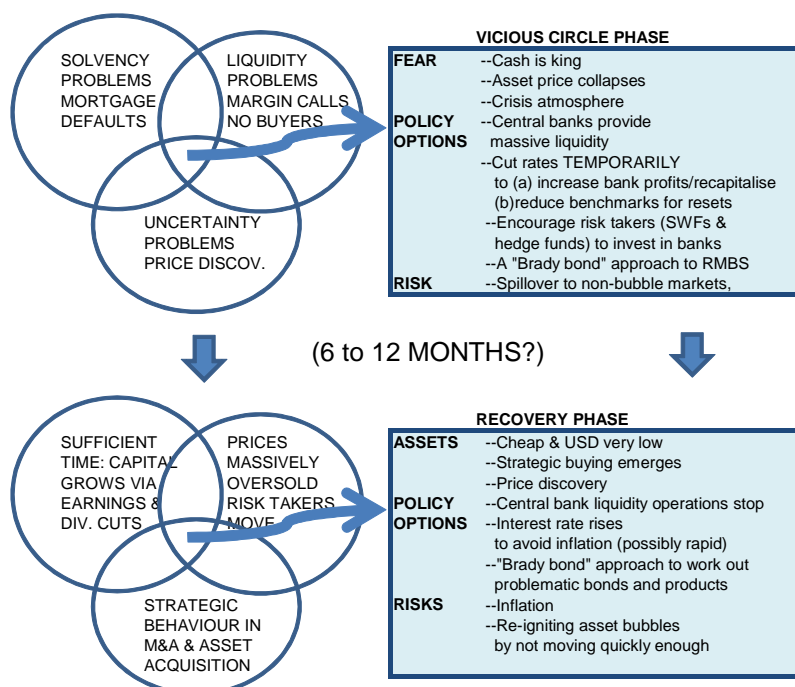 SOLVENCY
PROBLEMS
MORTGAGE
DEFAULTS
LIQUIDITY
PROBLEMS
MARGIN CALLS
NO BUYERS
UNCERTAINTY
PROBLEMS
PRICE DISCOV.
VICIOUS CIRCLE PHASE
FEAR --Cash is king
--Asset price collapses
--Crisis atmosphere
POLICY --Central banks provide
OPTIONS massive liquidity
--Cut rates TEMPORARILY
to (a) increase bank profits/recapitalise
(b)reduce benchmarks for resets
--Encourage risk takers (SWFs &
hedge funds) to invest in banks
--A "Brady bond" approach to RMBS
RISK --Spillover to non-bubble markets,
(6 to 12 MONTHS?)
SUFFICIENT
TIME: CAPITAL
GROWS VIA
EARNINGS &
DIV. CUTS
PRICES
MASSIVELY
OVERSOLD
RISK TAKERS
MOVE
STRATEGIC
BEHAVIOUR IN
M&A & ASSET
ACQUISITION
RECOVERY PHASE
ASSETS --Cheap & USD very low
--Strategic buying emerges
--Price discovery
POLICY --Central bank liquidity operations stop
OPTIONS --Interest rate rises
to avoid inflation (possibly rapid)
--"Brady bond" approach to work out
problematic bonds and products
RISKS --Inflation
--Re-igniting asset bubbles
by not moving quickly enough